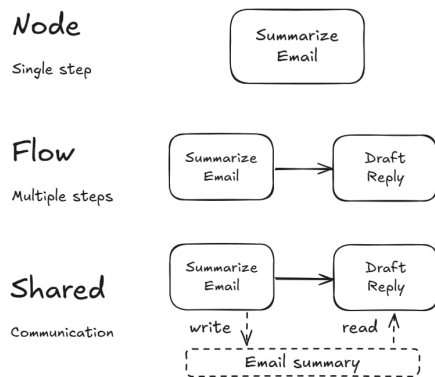 Node
Single step
Summarize
Email
Flow
Multiple steps
Summarize
Email
Draft
Reply
Shared
Communication
Summarize
Email
Draft
Reply
write
read
Email summary